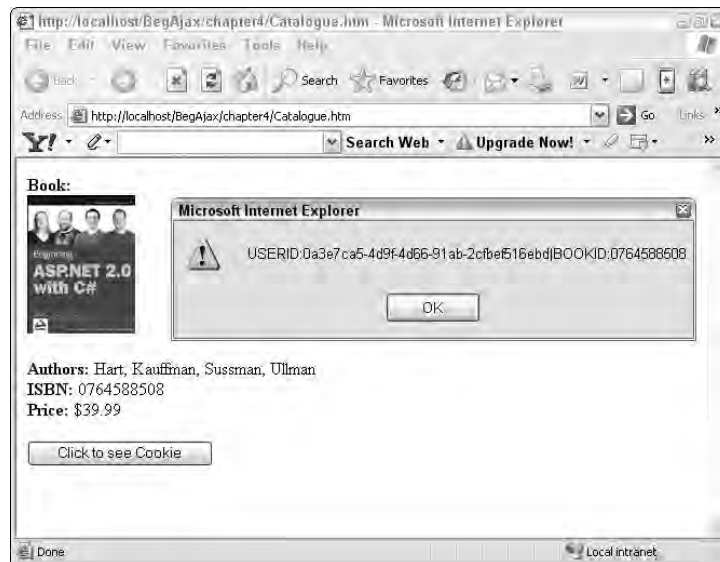 http://localhost/BegAjax/chapter4/Catalogue.htm - Microsoft Internet Explorer
File Edit View Favorites Tools Help
Back Search Favorites
Address http://localhost/BegAjax/chapter4/Catalogue.htm Go Links »
Y! Search Web Upgrade Now! »
Book:
Beginning
ASP.NET 2.0
with C#
Microsoft Internet Explorer
USERID:0a3e7ca5-4d9f-4d66-91ab-2cfbef516ebd|BOOKID:0764588508
OK
Authors: Hart, Kauffman, Sussman, Ullman
ISBN: 0764588508
Price: $39.99
Click to see Cookie
Done Local intranet